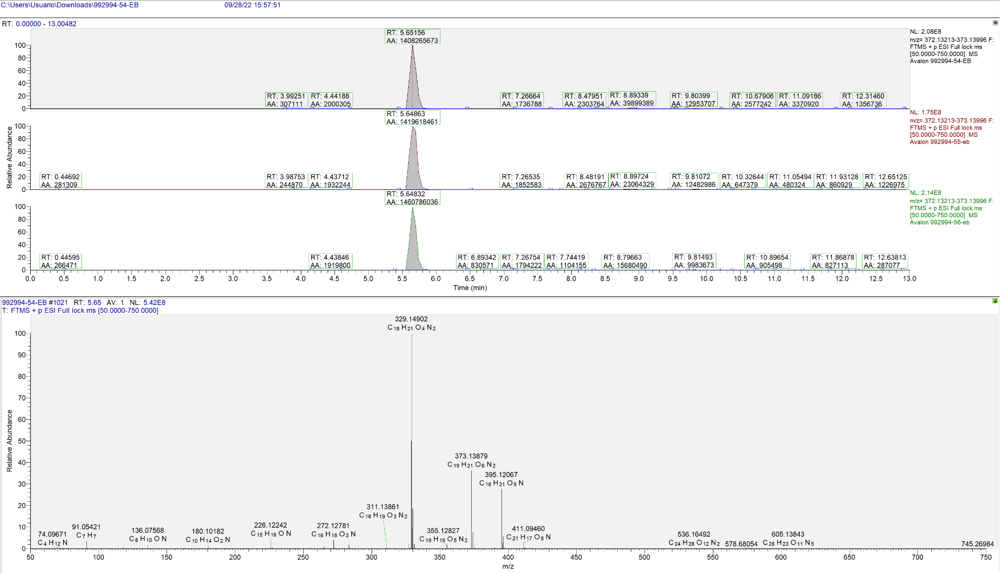 C:\Users\Usuario\Downloads\992994-54-EB 09/28/22 15:57:51
RT: 0.00000 - 13.00482
NL: 2.08E8
m/z= 372.13213-373.13996 F:
FTMS + p ESI Full lock ms
[50.0000-750.0000] MS
Avalon 992994-54-EB
RT: 5.65156
AA: 1408265673
100
80
60
40
20
0
RT: 3.99251
AA: 307111
RT: 4.44188
AA: 2000305
RT: 7.26664
AA: 1736788
RT: 8.47951
AA: 2303764
RT: 8.89339
AA: 39899389
RT: 9.80399
AA: 12953707
RT: 10.67906
AA: 2577242
RT: 11.09186
AA: 3370920
RT: 12.31460
AA: 1356736
NL: 1.75E8
m/z= 372.13213-373.13996 F:
FTMS + p ESI Full lock ms
[50.0000-750.0000] MS
Avalon 992994-55-eb
RT: 5.64863
AA: 1419618461
Relative Abundance
100
80
60
40
20
0
RT: 0.44692
AA: 281309
RT: 3.98753
AA: 244870
RT: 4.43712
AA: 1932244
RT: 7.26535
AA: 1852583
RT: 8.48191
AA: 2676767
RT: 8.89724
AA: 23064329
RT: 9.81072
AA: 12482986
RT: 10.32644
AA: 647379
RT: 11.05494
AA: 480324
RT: 11.93128
AA: 860929
RT: 12.65125
AA: 1226975
NL: 2.14E8
m/z= 372.13213-373.13996 F:
FTMS + p ESI Full lock ms
[50.0000-750.0000] MS
Avalon 992994-56-eb
RT: 5.64832
AA: 1460786036
100
80
60
40
20
0
RT: 0.44595
AA: 266471
RT: 4.43846
AA: 1919800
RT: 6.89342
AA: 830571
RT: 7.26754
AA: 1794222
RT: 7.74419
AA: 1104155
RT: 8.79663
AA: 15680490
RT: 9.81493
AA: 9983673
RT: 10.89654
AA: 905498
RT: 11.86878
AA: 827113
RT: 12.63813
AA: 287077
0.0 0.5 1.0 1.5 2.0 2.5 3.0 3.5 4.0 4.5 5.0 5.5 6.0 6.5 7.0 7.5 8.0 8.5 9.0 9.5 10.0 10.5 11.0 11.5 12.0 12.5 13.0
Time (min)
992994-54-EB #1021 RT: 5.65 AV: 1 NL: 5.42E8
T: FTMS + p ESI Full lock ms [50.0000-750.0000]
Relative Abundance
100
90
80
70
60
50
40
30
20
10
0
329.14902
C18 H21 O4 N2
373.13879
C19 H21 O6 N2
395.12067
C18 H21 O9 N
311.13861
C18 H19 O3 N2
74.09671
C4 H12 N
91.05421
C7 H7
136.07568
C8 H10 O N
180.10182
C10 H14 O2 N
226.12242
C15 H16 O N
272.12781
C16 H18 O3 N
355.12827
C19 H19 O5 N2
411.09460
C21 H17 O8 N
536.16492
C24 H28 O12 N2
578.68054
605.13843
C28 H23 O11 N5
745.26984
50 100 150 200 250 300 350 400 450 500 550 600 650 700 750
m/z